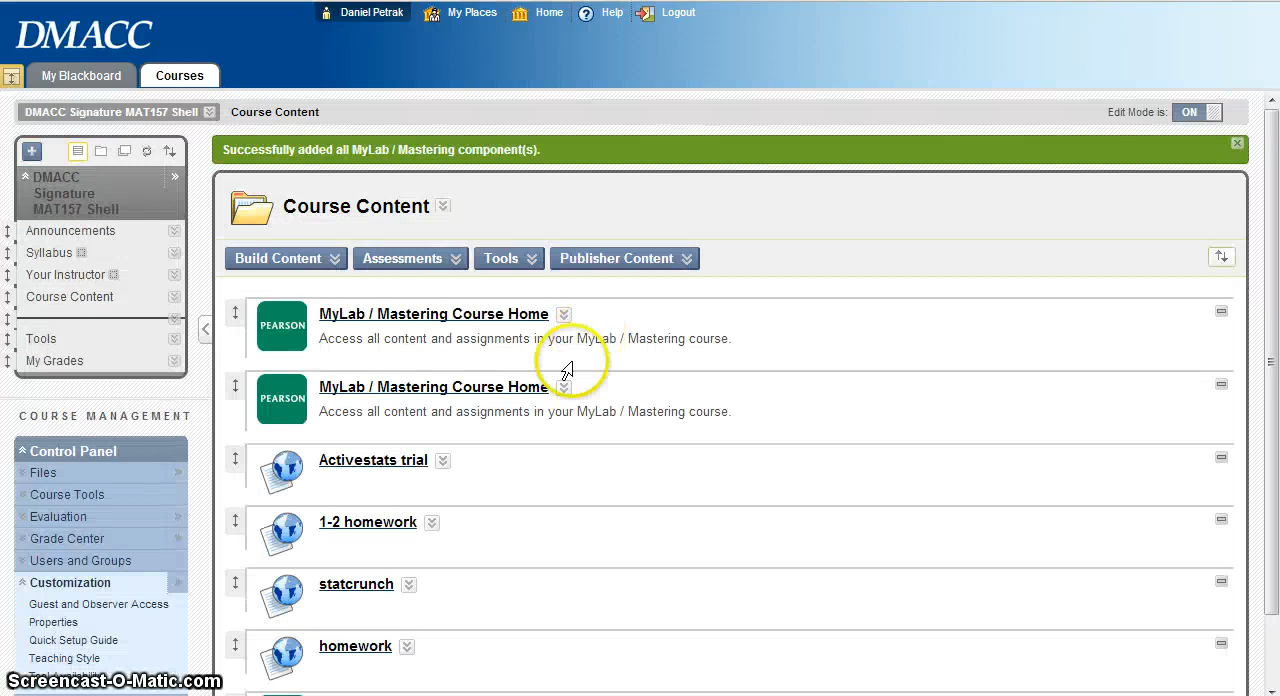 Daniel Petrak My Places Home Help Logout
DMACC
My Blackboard Courses
DMACC Signature MAT157 Shell Course Content Edit Mode is: ON
Successfully added all MyLab / Mastering component(s).
DMACC
Signature
MAT157 Shell
Announcements
Syllabus
Your Instructor
Course Content
Tools
My Grades
COURSE MANAGEMENT
Control Panel
Files
Course Tools
Evaluation
Grade Center
Users and Groups
Customization
Guest and Observer Access
Properties
Quick Setup Guide
Teaching Style
Course Content
Build Content Assessments Tools Publisher Content
PEARSON
MyLab / Mastering Course Home
Access all content and assignments in your MyLab / Mastering course.
PEARSON
MyLab / Mastering Course Home
Access all content and assignments in your MyLab / Mastering course.
Activestats trial
1-2 homework
statcrunch
homework
Screencast-O-Matic.com